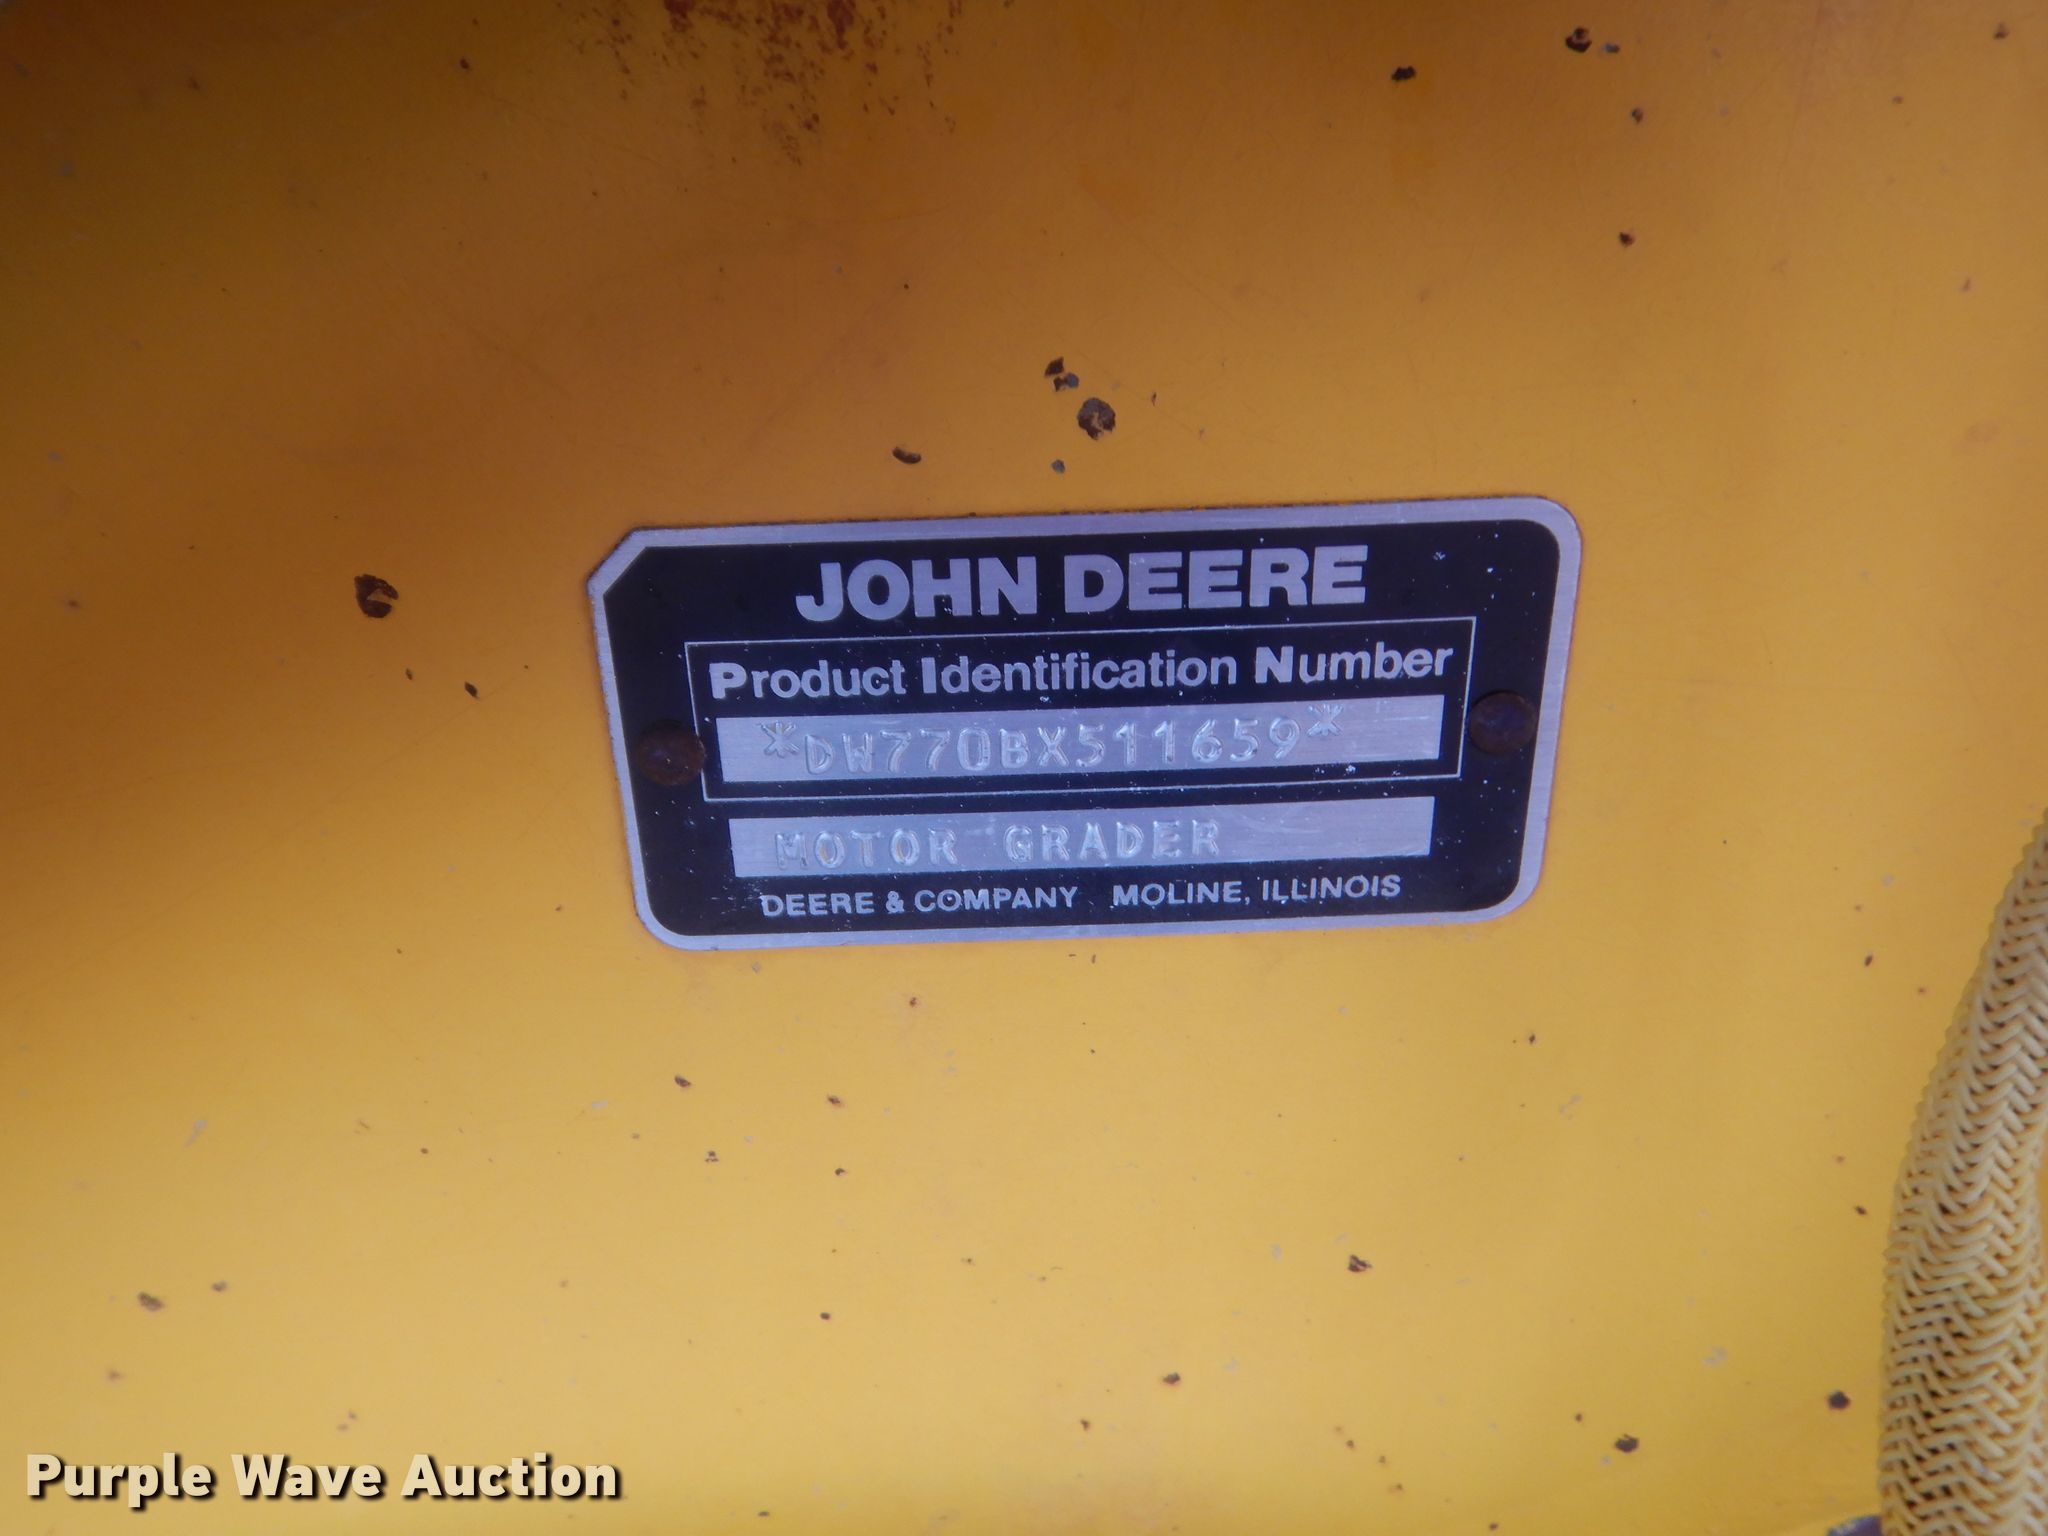 JOHN DEERE
Product Identification Number
*DW770BX511659*
MOTOR GRADER
DEERE & COMPANY MOLINE, ILLINOIS
Purple Wave Auction